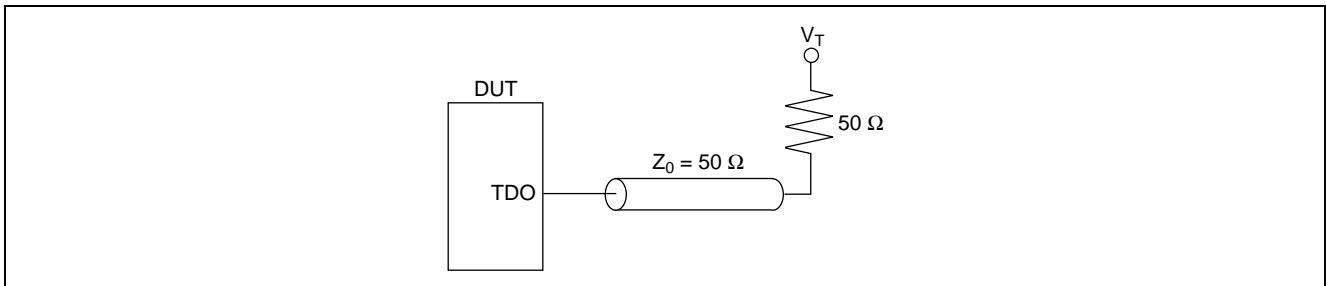 V_T
DUT
50 Ω
Z_0 = 50 Ω
TDO